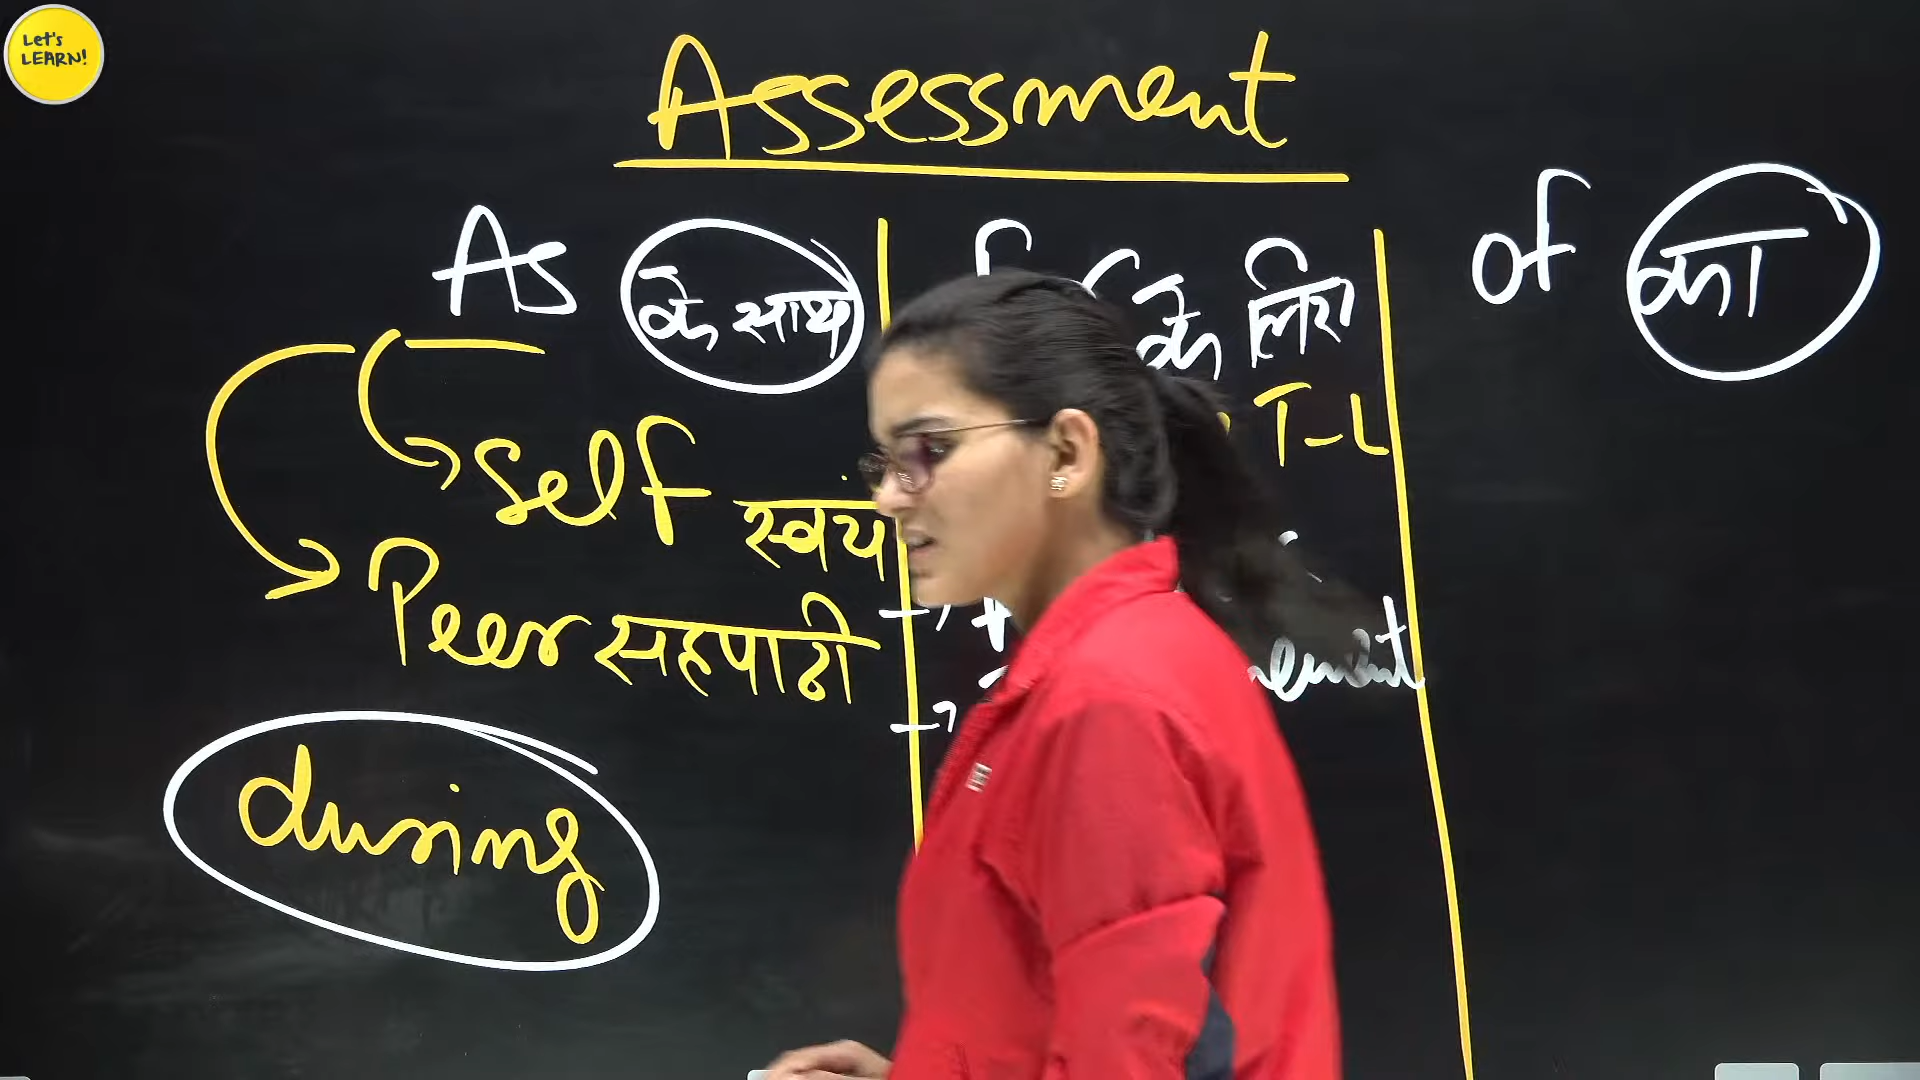 Let's
LEARN!
Assessment
As के साथ
के लिए
of का
T-L
self स्वयं
Peer सहपाठी
during